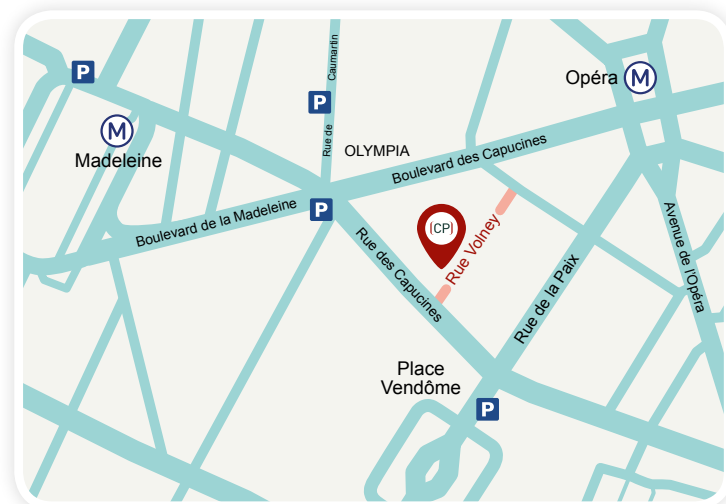 P
Rue de Caumartin
Opéra M
P
M
Madeleine
OLYMPIA
Boulevard des Capucines
Boulevard de la Madeleine
P
(CP)
Rue Volney
Rue des Capucines
Rue de la Paix
Avenue de l'Opéra
Place
Vendôme
P